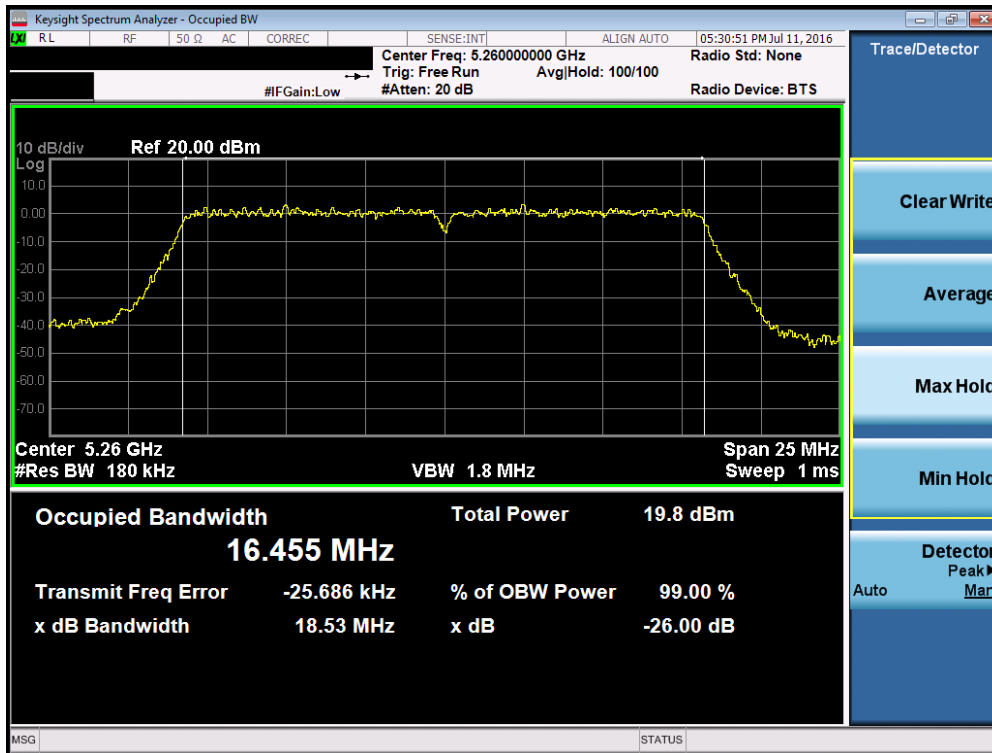 Keysight Spectrum Analyzer - Occupied BW
LXI RL RF 50 Ω AC CORREC SENSE:INT ALIGN AUTO 05:30:51 PM Jul 11, 2016
Center Freq: 5.260000000 GHz Radio Std: None
Trig: Free Run Avg|Hold: 100/100
#IFGain:Low #Atten: 20 dB Radio Device: BTS
10 dB/div Ref 20.00 dBm
Log
10.0
0.00
-10.0
-20.0
-30.0
-40.0
-50.0
-60.0
-70.0
Center 5.26 GHz Span 25 MHz
#Res BW 180 kHz VBW 1.8 MHz Sweep 1 ms
Occupied Bandwidth Total Power 19.8 dBm
16.455 MHz
Transmit Freq Error -25.686 kHz % of OBW Power 99.00 %
x dB Bandwidth 18.53 MHz x dB -26.00 dB
MSG STATUS
Trace/Detector
Clear Write
Average
Max Hold
Min Hold
Detector
Peak
Auto Man